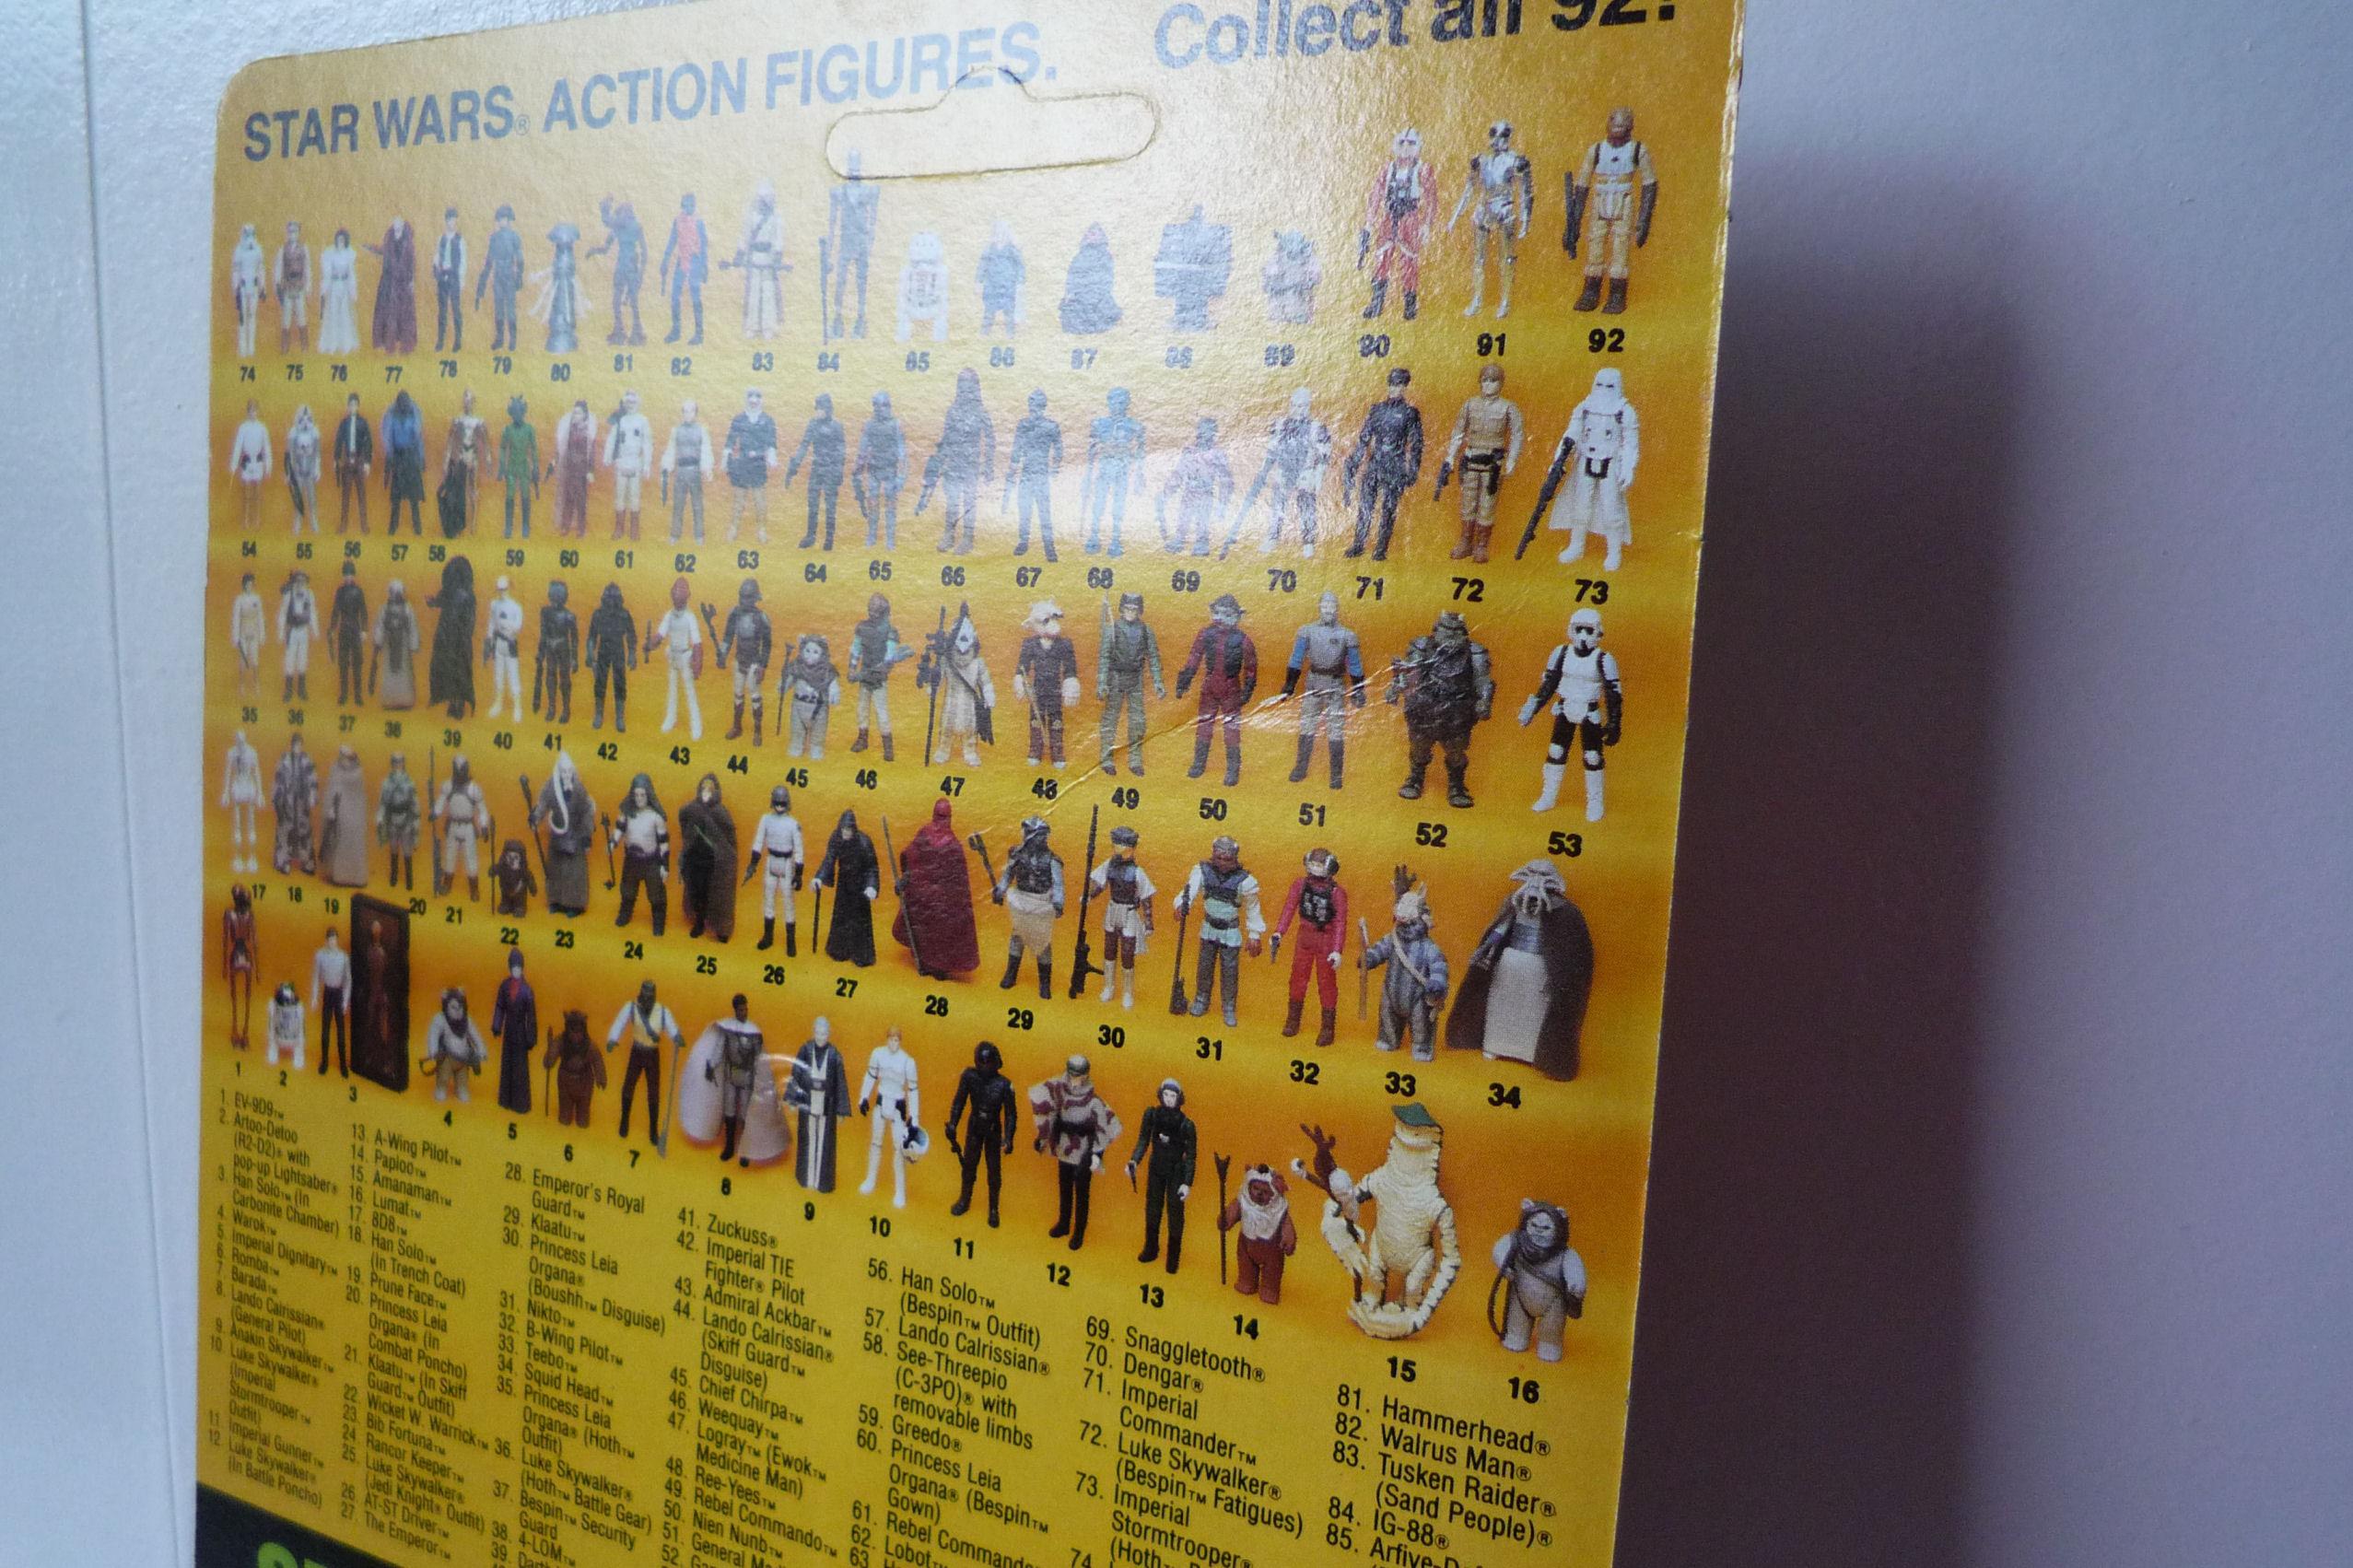 STAR WARS® ACTION FIGURES. Collect all 92!
74 75 76 77 78 79 80 81 82 83 84 85 86 87 88 89 90 91 92
54 55 56 57 58 59 60 61 62 63 64 65 66 67 68 69 70 71 72 73
35 36 37 38 39 40 41 42 43 44 45 46 47 48 49 50 51 52 53
17 18 19 20 21 22 23 24 25 26 27 28 29 30 31 32 33 34
1 2 3 4 5 6 7 8 9 10 11 12 13 14 15 16
1. EV-9D9™
2. Artoo-Detoo
(R2-D2)® with
pop-up Lightsaber®
3. Han Solo™ (In
Carbonite Chamber)
4. Warok™
5. Imperial Dignitary™
6. Romba™
7. Barada™
8. Lando Calrissian®
(General Pilot)
9. Anakin Skywalker™
10. Luke Skywalker®
(Imperial
Stormtrooper™
Outfit)
11. Imperial Gunner™
12. Luke Skywalker®
(In Battle Poncho)
13. A-Wing Pilot™
14. Paploo™
15. Amanaman™
16. Lumat™
17. 8D8™
18. Han Solo™
(In Trench Coat)
19. Prune Face™
20. Princess Leia
Organa® (In
Combat Poncho)
21. Klaatu™ (In Skiff
Guard™ Outfit)
22. Wicket W. Warrick™
23. Bib Fortuna™
24. Rancor Keeper™
25. Luke Skywalker®
(Jedi Knight® Outfit)
26. AT-ST Driver™
27. The Emperor™
28. Emperor's Royal
Guard™
29. Klaatu™
30. Princess Leia
Organa®
(Boushh™ Disguise)
31. Nikto™
32. B-Wing Pilot™
33. Teebo™
34. Squid Head™
35. Princess Leia
Organa® (Hoth™
Outfit)
36. Luke Skywalker®
(Hoth™ Battle Gear)
37. Bespin™ Security
Guard
38. 4-LOM™
39.
41. Zuckuss®
42. Imperial TIE
Fighter® Pilot
43. Admiral Ackbar™
44. Lando Calrissian®
(Skiff Guard™
Disguise)
45. Chief Chirpa™
46. Weequay™
47. Logray™ (Ewok™
Medicine Man)
48. Ree-Yees™
49. Rebel Commando™
50. Nien Nunb™
51. General
52.
56. Han Solo™
(Bespin™ Outfit)
57. Lando Calrissian®
58. See-Threepio
(C-3PO)® with
removable limbs
59. Greedo®
60. Princess Leia
Organa® (Bespin™
Gown)
61. Rebel
62. Lobot™
63
69. Snaggletooth®
70. Dengar®
71. Imperial
Commander™
72. Luke Skywalker®
(Bespin™ Fatigues)
73. Imperial
Stormtrooper®
(Hoth™
74.
81. Hammerhead®
82. Walrus Man®
83. Tusken Raider®
(Sand People)®
84. IG-88®
85.